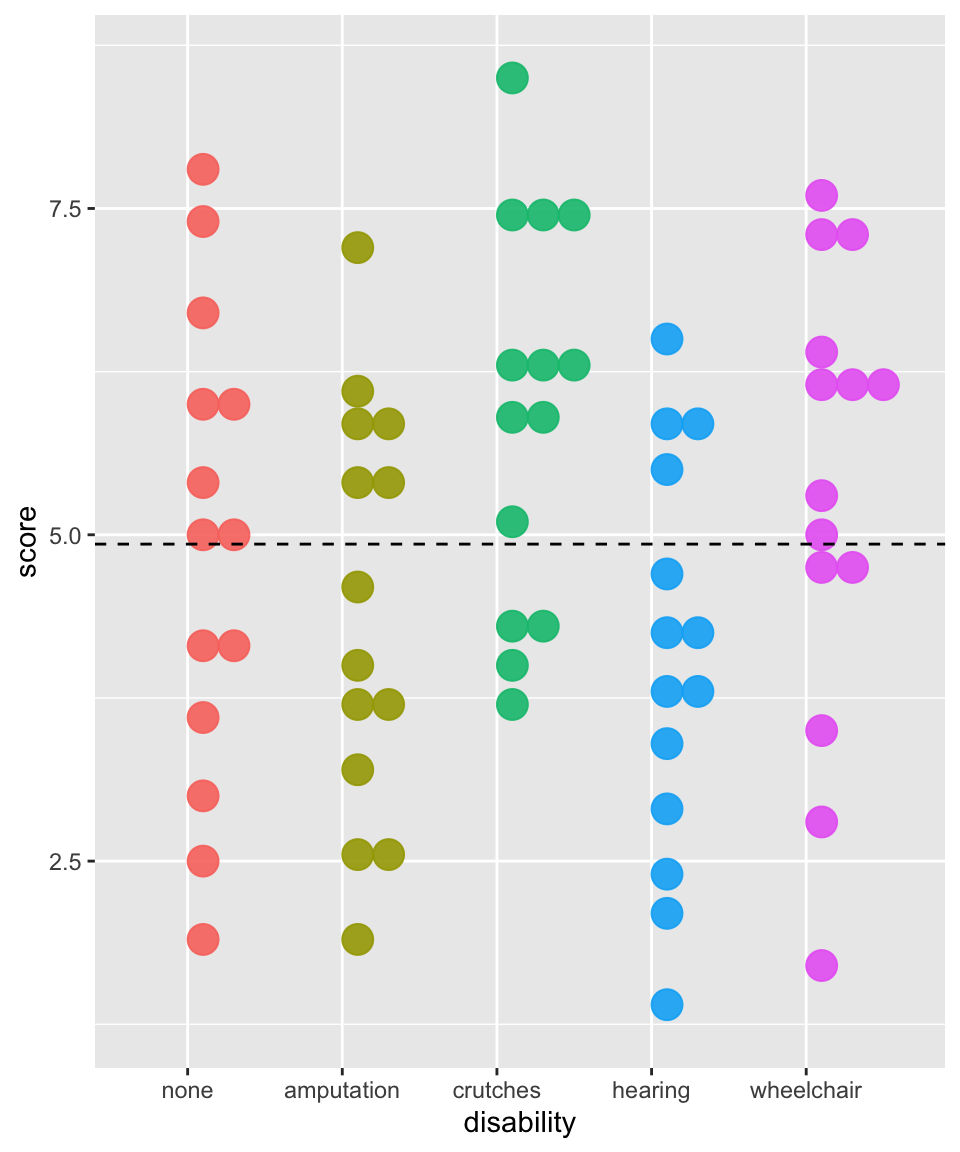 score
7.5
5.0
2.5
none amputation crutches hearing wheelchair
disability